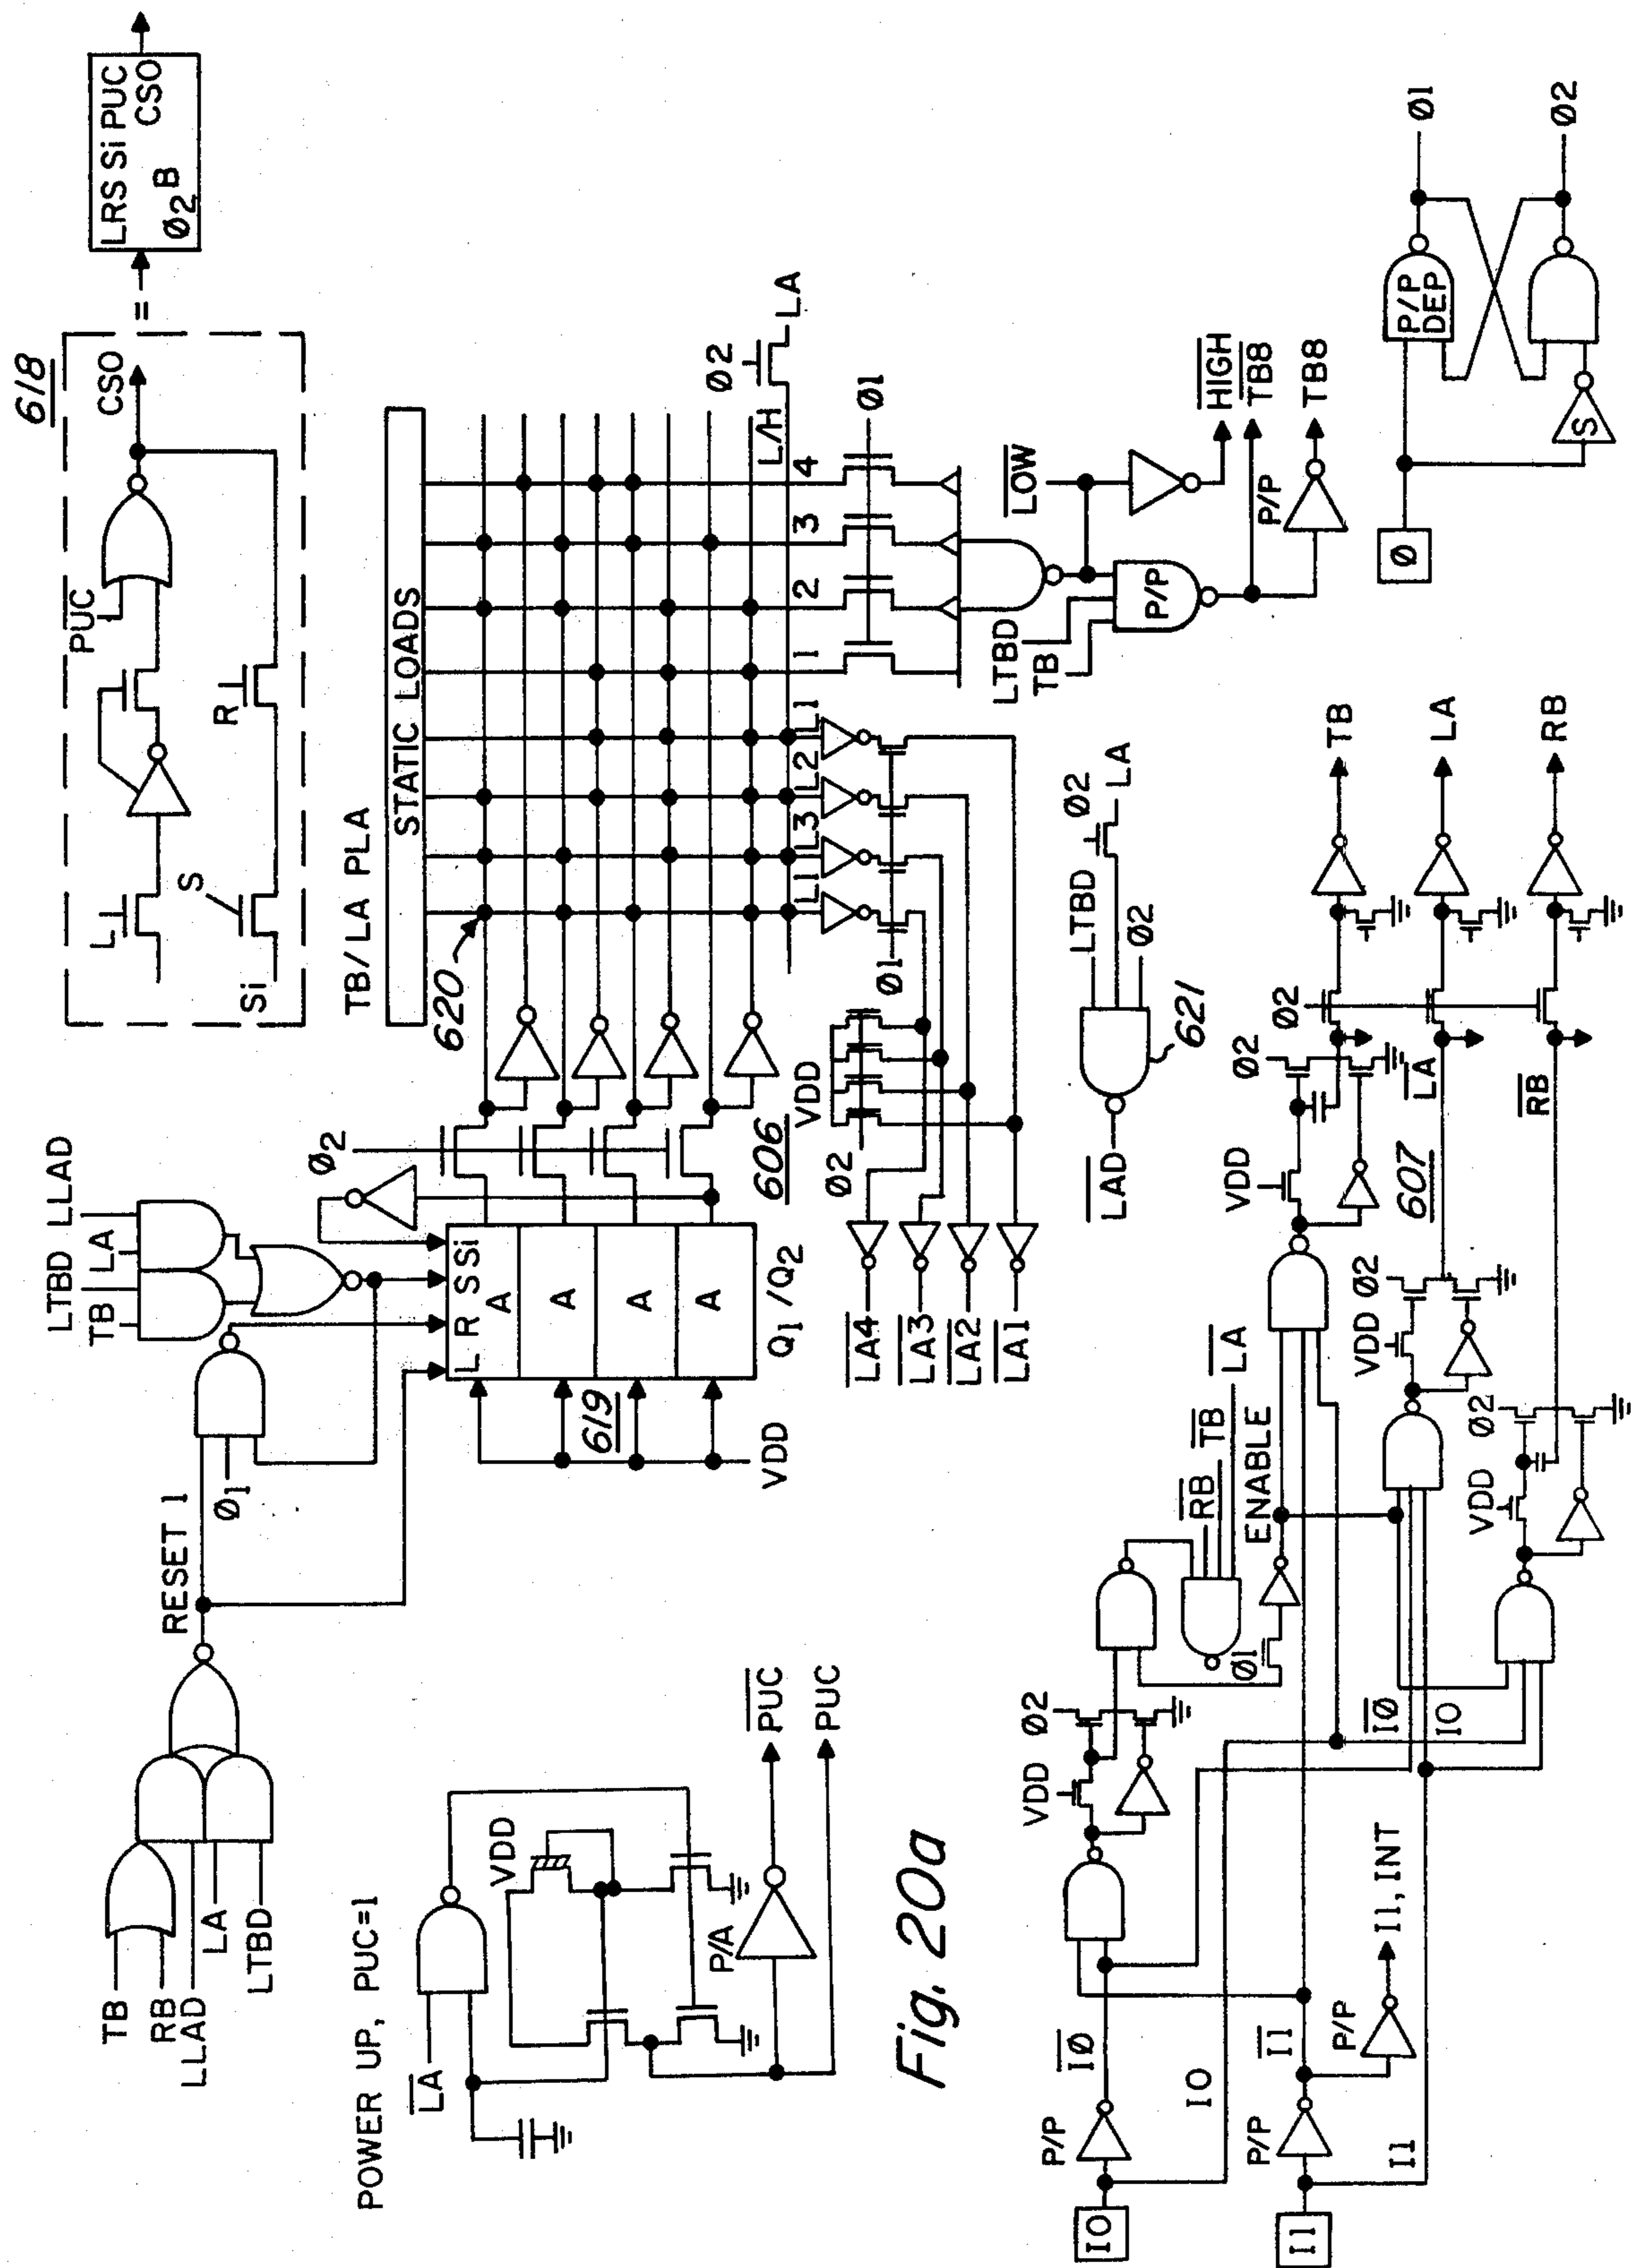 618
PUC
CSO
L
S
R
Si
=
LRS Si PUC
CSO
Ø2 B
LTBD LLAD
TB LA
RESET 1
Ø1
L R S Si
A
A
A
A
619
VDD
Q1/Q2
Ø2
606
TB/LA PLA
STATIC LOADS
620
L1 L3 L2 L1 1 2 3 4
L/H
Ø2
LA
Ø1
Ø1
VDD
Ø2
LA4
LA3
LA2
LA1
LOW
LTBD
TB
P/P
HIGH
TB8
P/P
TB8
TB
RB
LLAD
LA
LTBD
POWER UP, PUC=1
LA
VDD
P/A
PUC
PUC
Fig. 20a
LTBD
Ø2
LA
Ø2
LAD
621
Ø
P/P
DEP
S
Ø1
Ø2
I0
P/P
IØ
I0
I1
P/P
I1
I1
P/P
I1, INT
VDD
Ø2
Ø1
RB
TB
LA
ENABLE
IØ
I0
VDD
Ø2
VDD Ø2
VDD
Ø2
607
LA
RB
Ø2
TB
LA
RB